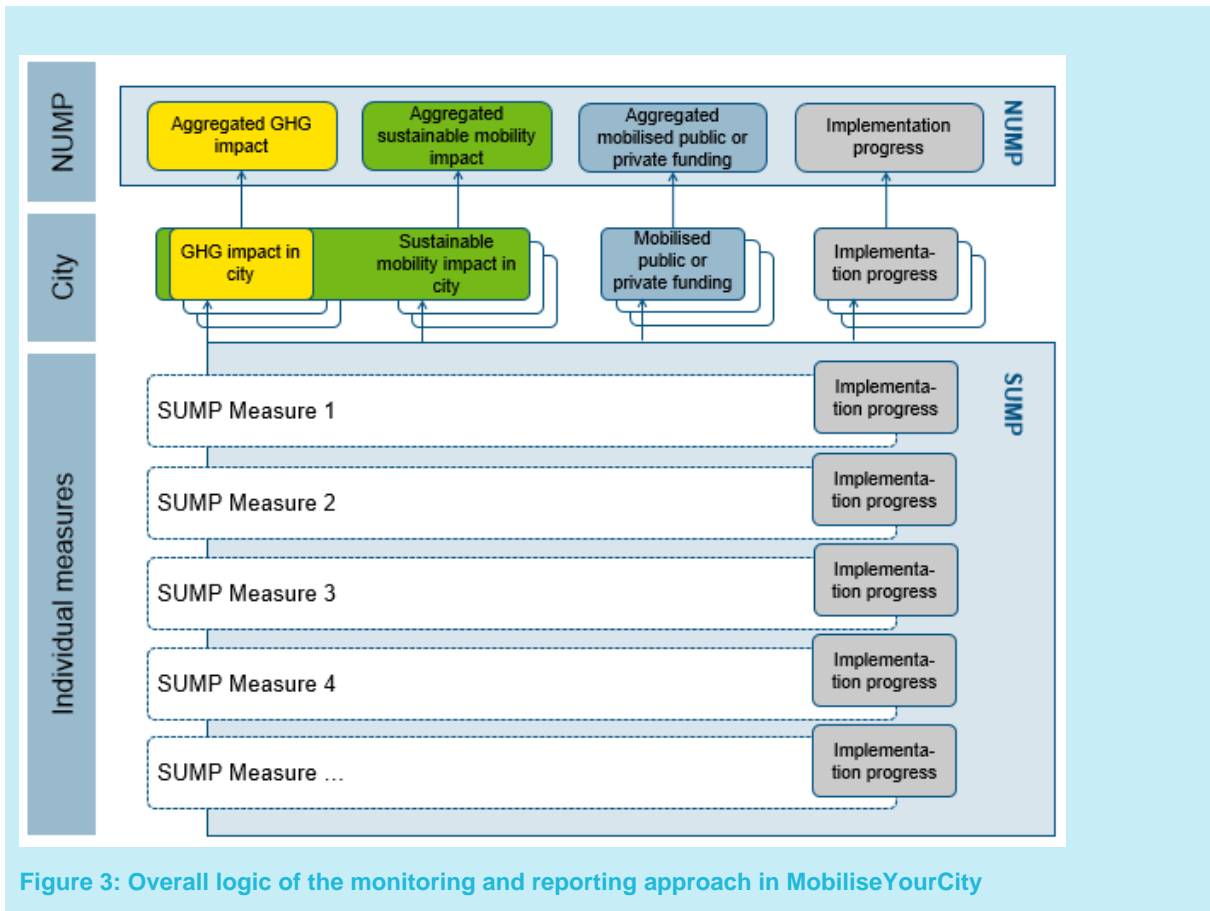 NUMP
Aggregated GHG
impact
Aggregated
sustainable mobility
impact
Aggregated
mobilised public or
private funding
Implementation
progress
NUMP
City
GHG impact in
city
Sustainable
mobility impact in
city
Mobilised
public or
private funding
Implementa-
tion progress
Individual measures
SUMP
SUMP Measure 1
Implementa-
tion progress
SUMP Measure 2
Implementa-
tion progress
SUMP Measure 3
Implementa-
tion progress
SUMP Measure 4
Implementa-
tion progress
SUMP Measure ...
Implementa-
tion progress
Figure 3: Overall logic of the monitoring and reporting approach in MobiliseYourCity